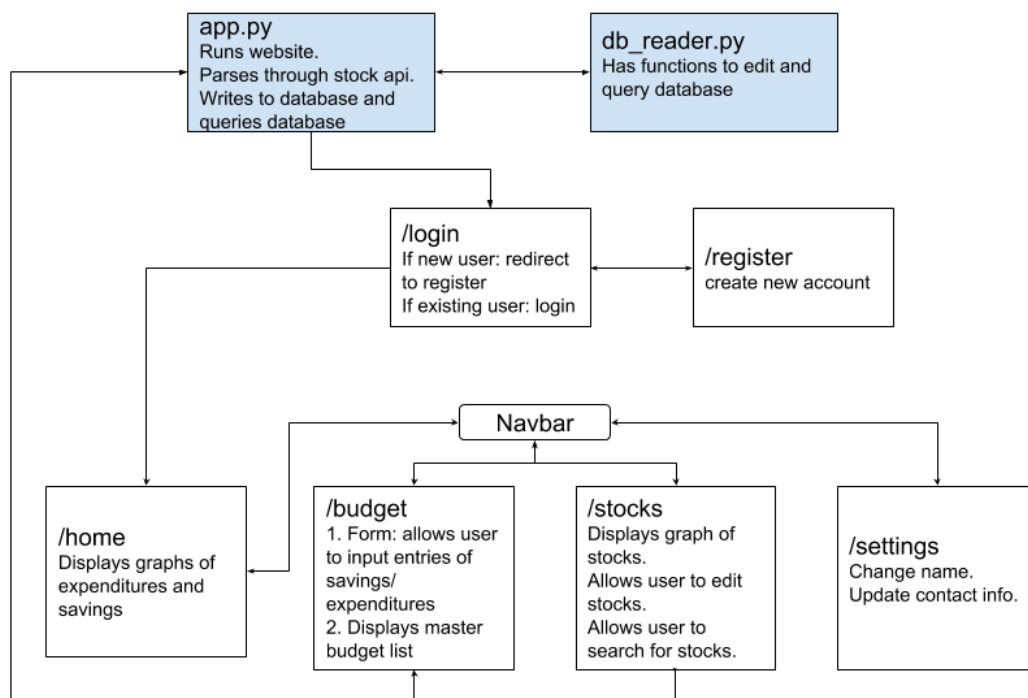 app.py
Runs website.
Parses through stock api.
Writes to database and
queries database
db_reader.py
Has functions to edit and
query database
/login
If new user: redirect
to register
If existing user: login
/register
create new account
Navbar
/home
Displays graphs of
expenditures and
savings
/budget
1. Form: allows user
to input entries of
savings/
expenditures
2. Displays master
budget list
/stocks
Displays graph of
stocks.
Allows user to edit
stocks.
Allows user to
search for stocks.
/settings
Change name.
Update contact info.